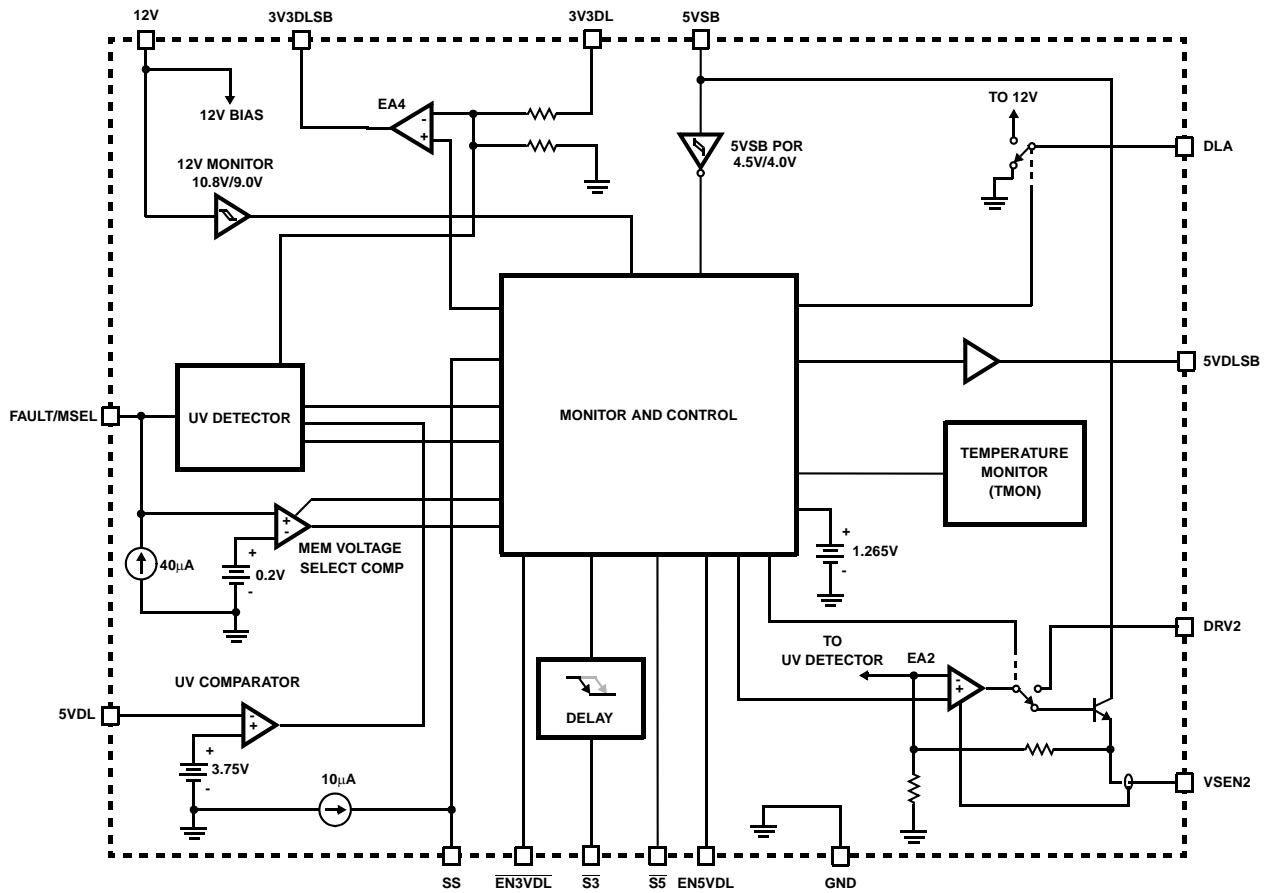 12V
3V3DLSB
3V3DL
5VSB
12V BIAS
EA4
-
+
12V MONITOR
10.8V/9.0V
5VSB POR
4.5V/4.0V
TO 12V
DLA
5VDLSB
FAULT/MSEL
UV DETECTOR
MONITOR AND CONTROL
TEMPERATURE
MONITOR
(TMON)
+
-
MEM VOLTAGE
SELECT COMP
40μA
+
0.2V
-
+
1.265V
-
DRV2
TO
UV DETECTOR
EA2
-
+
UV COMPARATOR
5VDL
-
+
+
3.75V
-
10μA
DELAY
VSEN2
SS
EN3VDL
S3
S5
EN5VDL
GND